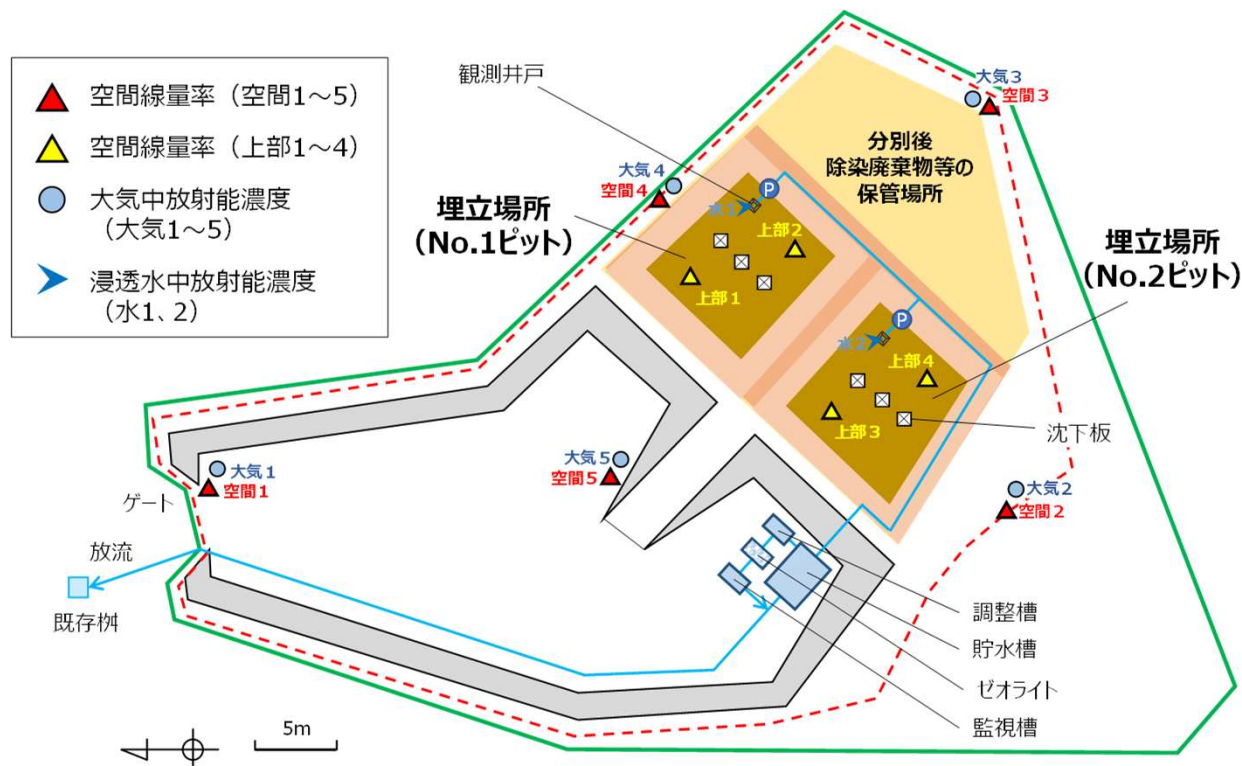 空間線量率（空間1～5）
空間線量率（上部1～4）
大気中放射能濃度
（大気1～5）
浸透水中放射能濃度
（水1、2）
観測井戸
大気3
空間3
分別後
除染廃棄物等の
保管場所
大気4
空間4
P
水1
上部2
埋立場所
（No.1ピット）
上部1
埋立場所
（No.2ピット）
P
水2
上部4
上部3
沈下板
大気5
空間5
大気1
空間1
大気2
空間2
ゲート
放流
既存桝
調整槽
貯水槽
ゼオライト
監視槽
5m